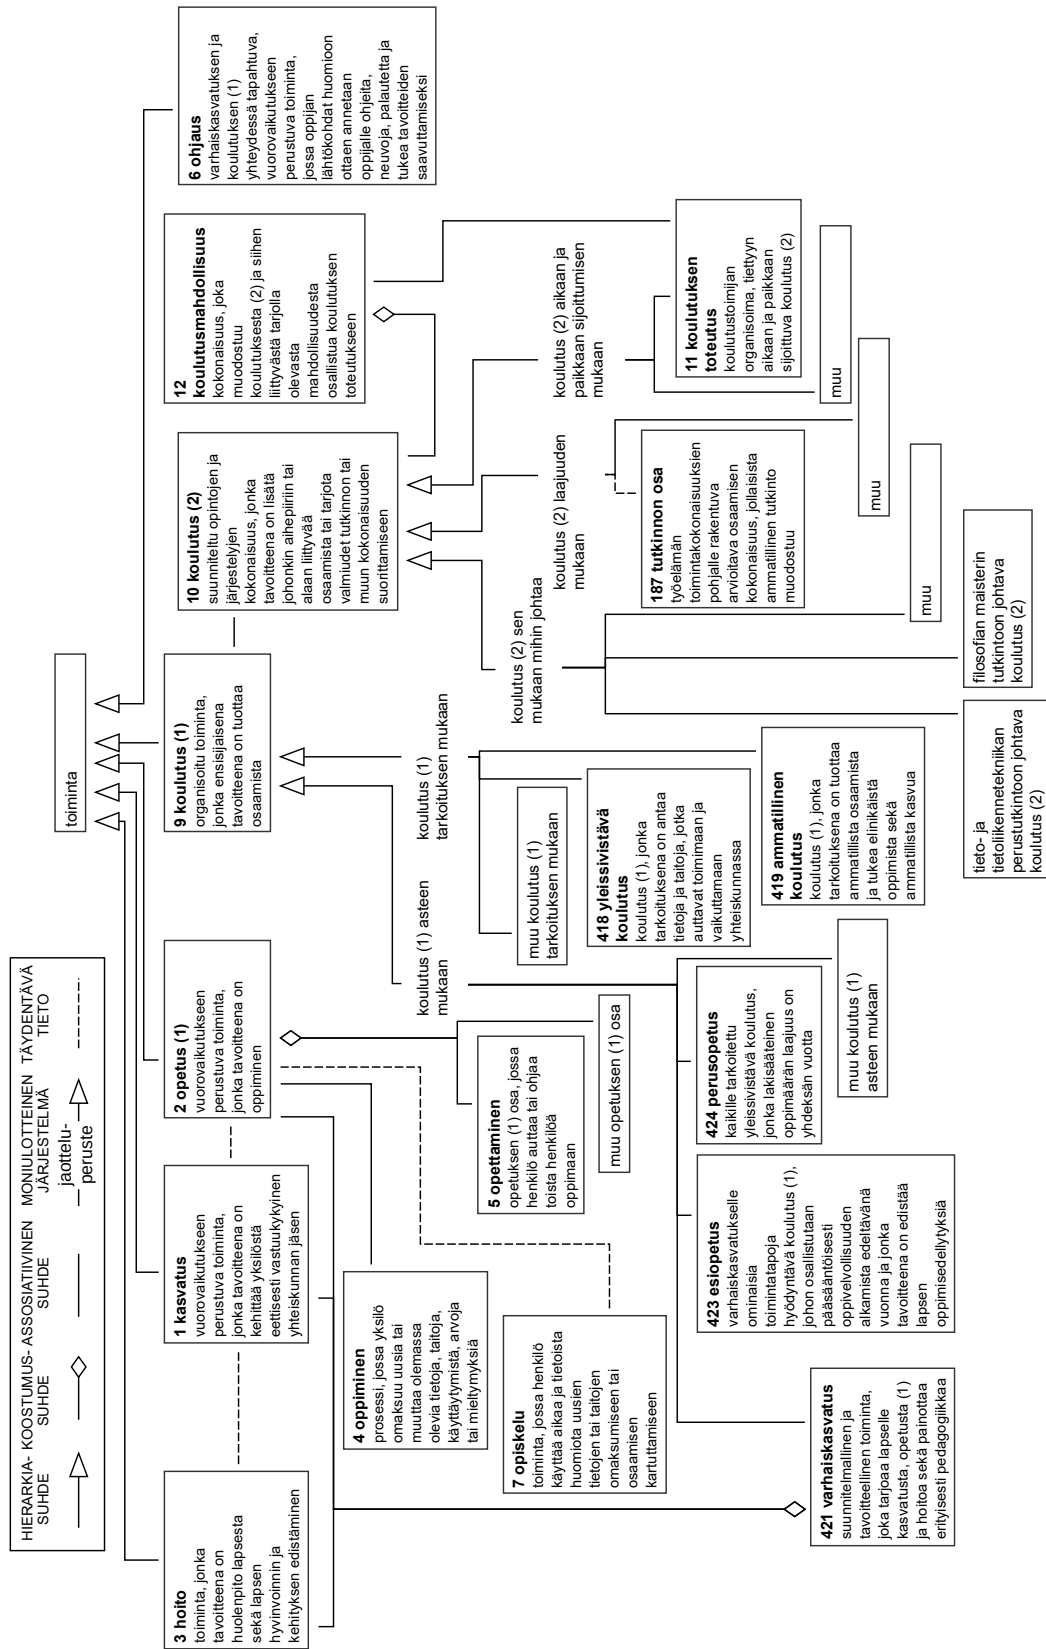 HIERARKIA- KOOSTUMUS- ASSOSIATIIVINEN MONIULOTTEINEN TÄYDENTÄVÄ
SUHDE SUHDE SUHDE JÄRJESTELMÄ TIETO
jaottelu-
peruste
toiminta
3 hoito
toiminta, jonka
tavoitteena on
huolenpito lapsesta
sekä lapsen
hyvinvoinnin ja
kehityksen edistäminen
1 kasvatus
vuorovaikutukseen
perustuva toiminta,
jonka tavoitteena on
kehittää yksilöstä
eettisesti vastuukykyinen
yhteiskunnan jäsen
2 opetus (1)
vuorovaikutukseen
perustuva toiminta,
jonka tavoitteena on
oppiminen
9 koulutus (1)
organisoitu toiminta,
jonka ensisijaisena
tavoitteena on tuottaa
osaamista
10 koulutus (2)
suunniteltu opintojen ja
järjestelyjen
kokonaisuus, jonka
tavoitteena on lisätä
johonkin aihepiiriin tai
alaan liittyvää
osaamista tai tarjota
valmiudet tutkinnon tai
muun kokonaisuuden
suorittamiseen
12
koulutusmahdollisuus
kokonaisuus, joka
muodostuu
koulutuksesta (2) ja siihen
liittyvästä tarjolla
olevasta
mahdollisuudesta
osallistua koulutuksen
toteutukseen
6 ohjaus
varhaiskasvatuksen ja
koulutuksen (1)
yhteydessä tapahtuva,
vuorovaikutukseen
perustuva toiminta,
jossa oppijan
lähtökohdat huomioon
ottaen annetaan
oppijalle ohjeita,
neuvoja, palautetta ja
tukea tavoitteiden
saavuttamiseksi
4 oppiminen
prosessi, jossa yksilö
omaksuu uusia tai
muuttaa olemassa
olevia tietoja, taitoja,
käyttäytymistä, arvoja
tai mieltymyksiä
7 opiskelu
toiminta, jossa henkilö
käyttää aikaa ja tietoista
huomiota uusien
tietojen tai taitojen
omaksumiseen tai
osaamisen
kartuttamiseen
5 opettaminen
opetuksen (1) osa, jossa
henkilö auttaa tai ohjaa
toista henkilöä
oppimaan
muu opetuksen (1) osa
koulutus (1) asteen
mukaan
koulutus (1)
tarkoituksen mukaan
muu koulutus (1)
tarkoituksen mukaan
418 yleissivistävä
koulutus
koulutus (1), jonka
tarkoituksena on antaa
tietoja ja taitoja, jotka
auttavat toimimaan ja
vaikuttamaan
yhteiskunnassa
419 ammatillinen
koulutus
koulutus (1), jonka
tarkoituksena on tuottaa
ammatillista osaamista
ja tukea elinikäistä
oppimista sekä
ammatillista kasvua
koulutus (2) sen
mukaan mihin johtaa
koulutus (2) laajuuden
mukaan
koulutus (2) aikaan ja
paikkaan sijoittumisen
mukaan
187 tutkinnon osa
työelämän
toimintakokonaisuuksien
pohjalle rakentuva
arvioitava osaamisen
kokonaisuus, jollaisista
ammatillinen tutkinto
muodostuu
11 koulutuksen
toteutus
koulutustoimijan
organisoima, tiettyyn
aikaan ja paikkaan
sijoittuva koulutus (2)
muu
muu
muu
421 varhaiskasvatus
suunnitelmallinen ja
tavoitteellinen toiminta,
joka tarjoaa lapselle
kasvatusta, opetusta (1)
ja hoitoa sekä painottaa
erityisesti pedagogiikkaa
423 esiopetus
varhaiskasvatukselle
ominaisia
toimintatapoja
hyödyntävä koulutus (1),
johon osallistutaan
pääsääntöisesti
oppivelvollisuuden
alkamista edeltävänä
vuonna ja jonka
tavoitteena on edistää
lapsen
oppimisedellytyksiä
424 perusopetus
kaikille tarkoitettu
yleissivistävä koulutus,
jonka lakisääteinen
oppimäärän laajuus on
yhdeksän vuotta
muu koulutus (1)
asteen mukaan
tieto-ja
tietoliikennetekniikan
perustutkintoon johtava
koulutus (2)
filosofian maisterin
tutkintoon johtava
koulutus (2)